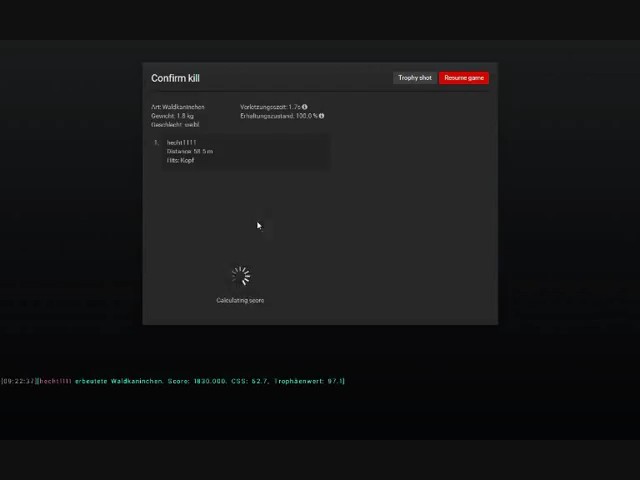 Confirm kill
Trophy shot
Resume game
Art: Waldkaninchen
Verletzungszeit: 1.7s
Gewicht: 1.8 kg
Erhaltungszustand: 100.0 %
Geschlecht: weibl.
1. hecht1111
Distance: 58.6 m
Hits: Kopf
Calculating score
[09:22:37][hecht1111 erbeutete Waldkaninchen. Score: 1830.000. CSS: 62.7, Trophäenwert: 97.1]